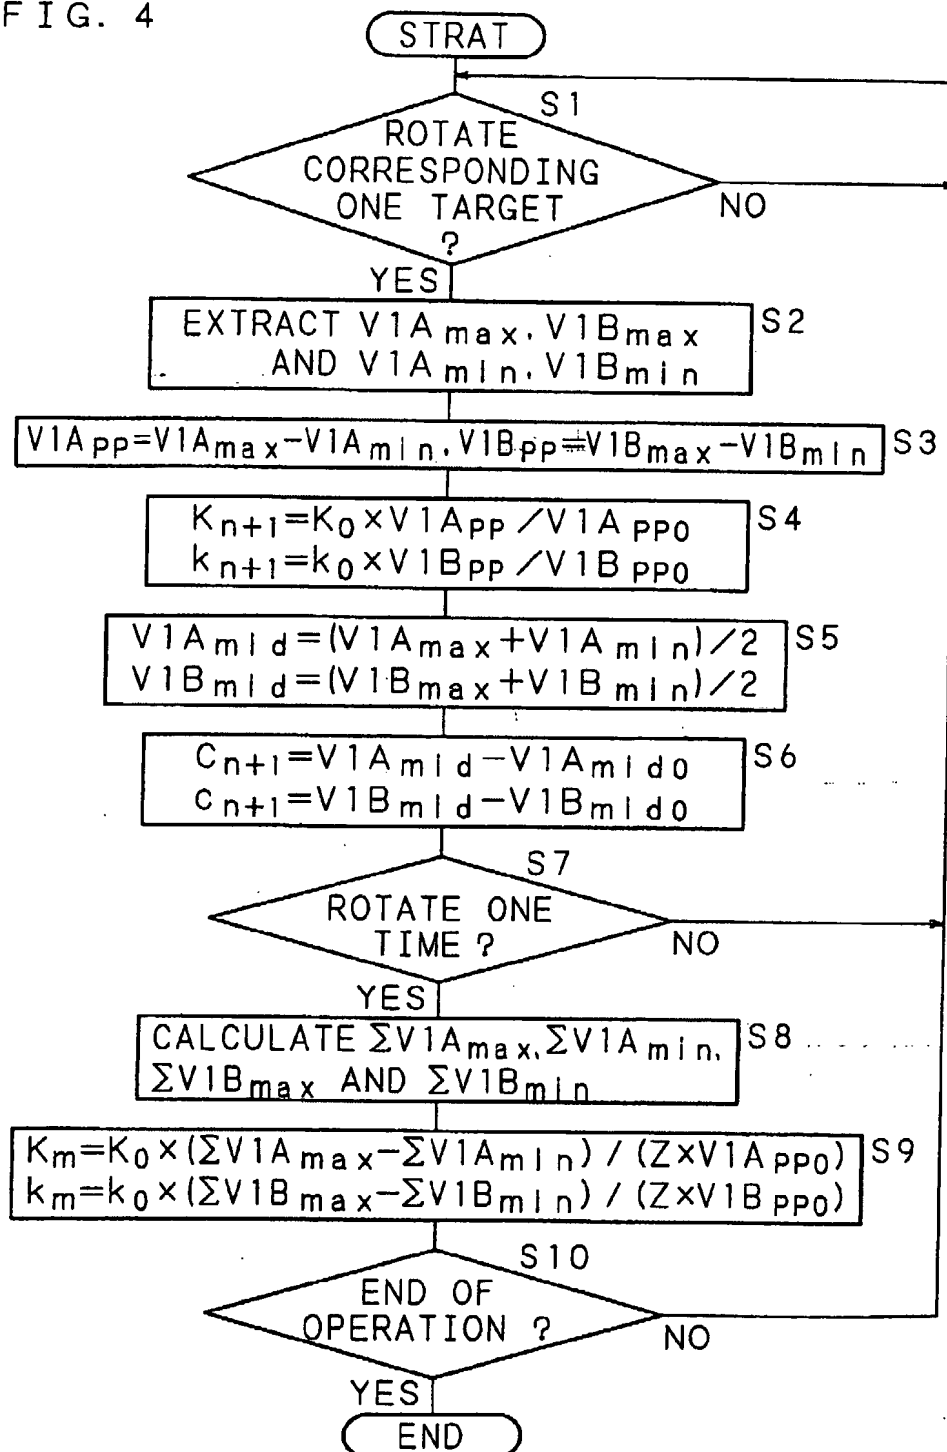 FIG. 4
STRAT
S1
ROTATE
CORRESPONDING
ONE TARGET
?
NO
YES
EXTRACT V1Amax, V1Bmax
AND V1Amin, V1Bmin
S2
V1App=V1Amax-V1Amin, V1Bpp=V1Bmax-V1Bmin
S3
Kn+1=K0×V1App/V1App0
kn+1=k0×V1Bpp/V1Bpp0
S4
V1Amid=(V1Amax+V1Amin)/2
V1Bmid=(V1Bmax+V1Bmin)/2
S5
Cn+1=V1Amid-V1Amid0
cn+1=V1Bmid-V1Bmid0
S6
S7
ROTATE ONE
TIME?
NO
YES
CALCULATE ΣV1Amax, ΣV1Amin,
ΣV1Bmax AND ΣV1Bmin
S8
Km=K0×(ΣV1Amax-ΣV1Amin)/(Z×V1App0)
km=k0×(ΣV1Bmax-ΣV1Bmin)/(Z×V1Bpp0)
S9
S10
END OF
OPERATION ?
NO
YES
END